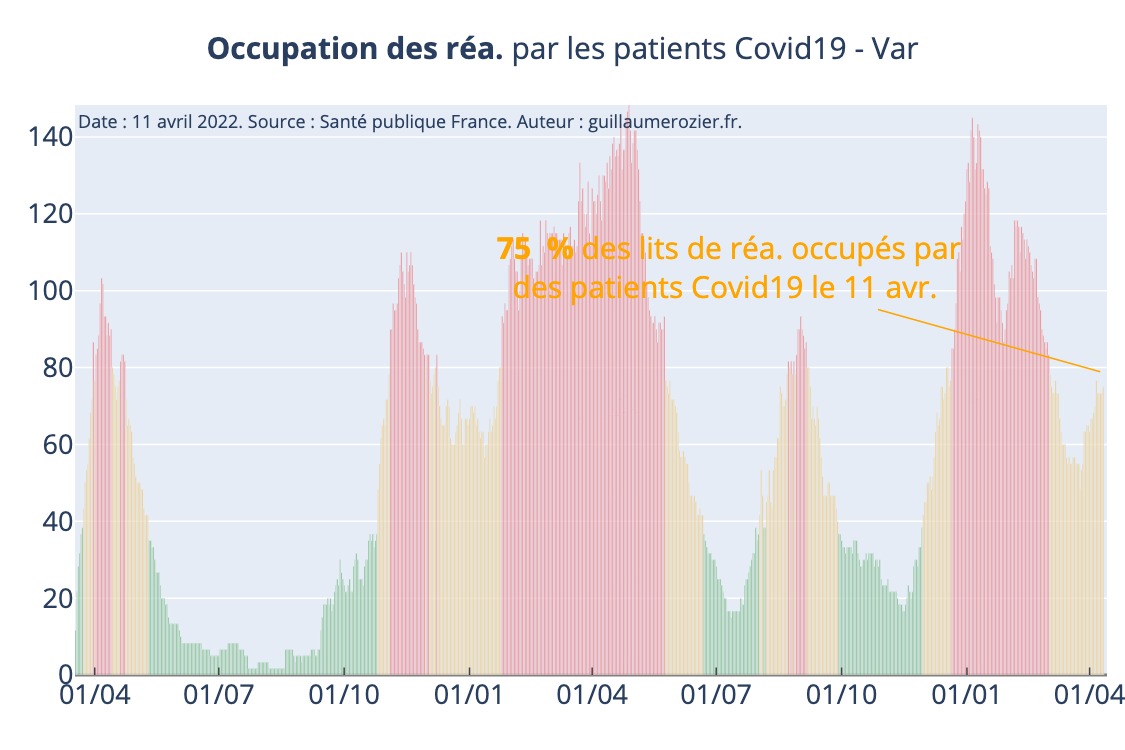 Occupation des réa. par les patients Covid19 - Var
Date : 11 avril 2022. Source : Santé publique France. Auteur : guillaumerozier.fr.
140
120
75 % des lits de réa. occupés par
des patients Covid19 le 11 avr.
100
80
60
40
20
0
01/04 01/07 01/10 01/01 01/04 01/07 01/10 01/01 01/04